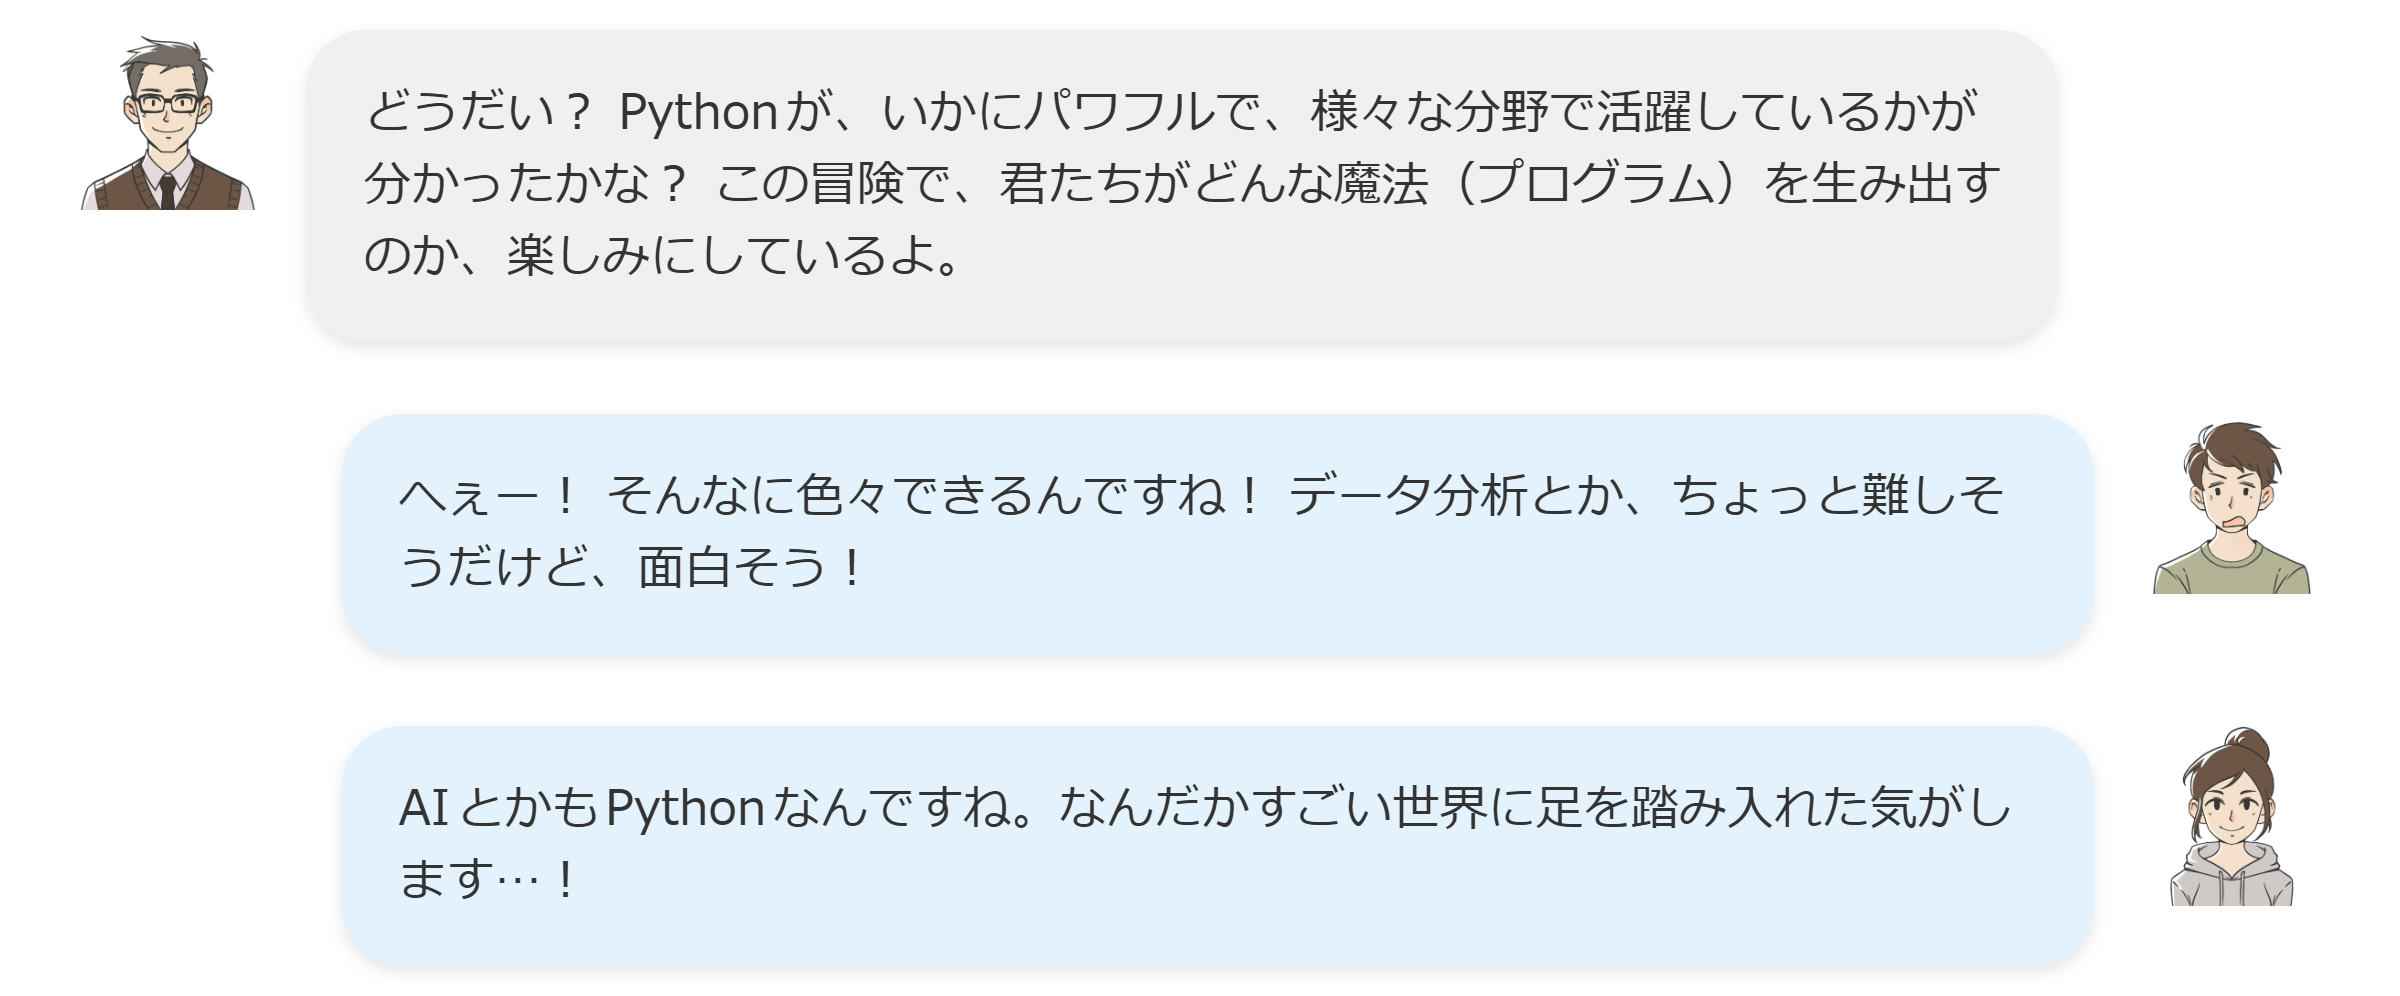 どうだい？ Pythonが、いかにパワフルで、様々な分野で活躍しているかが
分かったかな？ この冒険で、君たちがどんな魔法（プログラム）を生み出す
のか、楽しみにしているよ。
へぇー！ そんなに色々できるんですね！ データ分析とか、ちょっと難しそ
うだけど、面白そう！
AIとかもPythonなんですね。なんだかすごい世界に足を踏み入れた気がし
ます…！